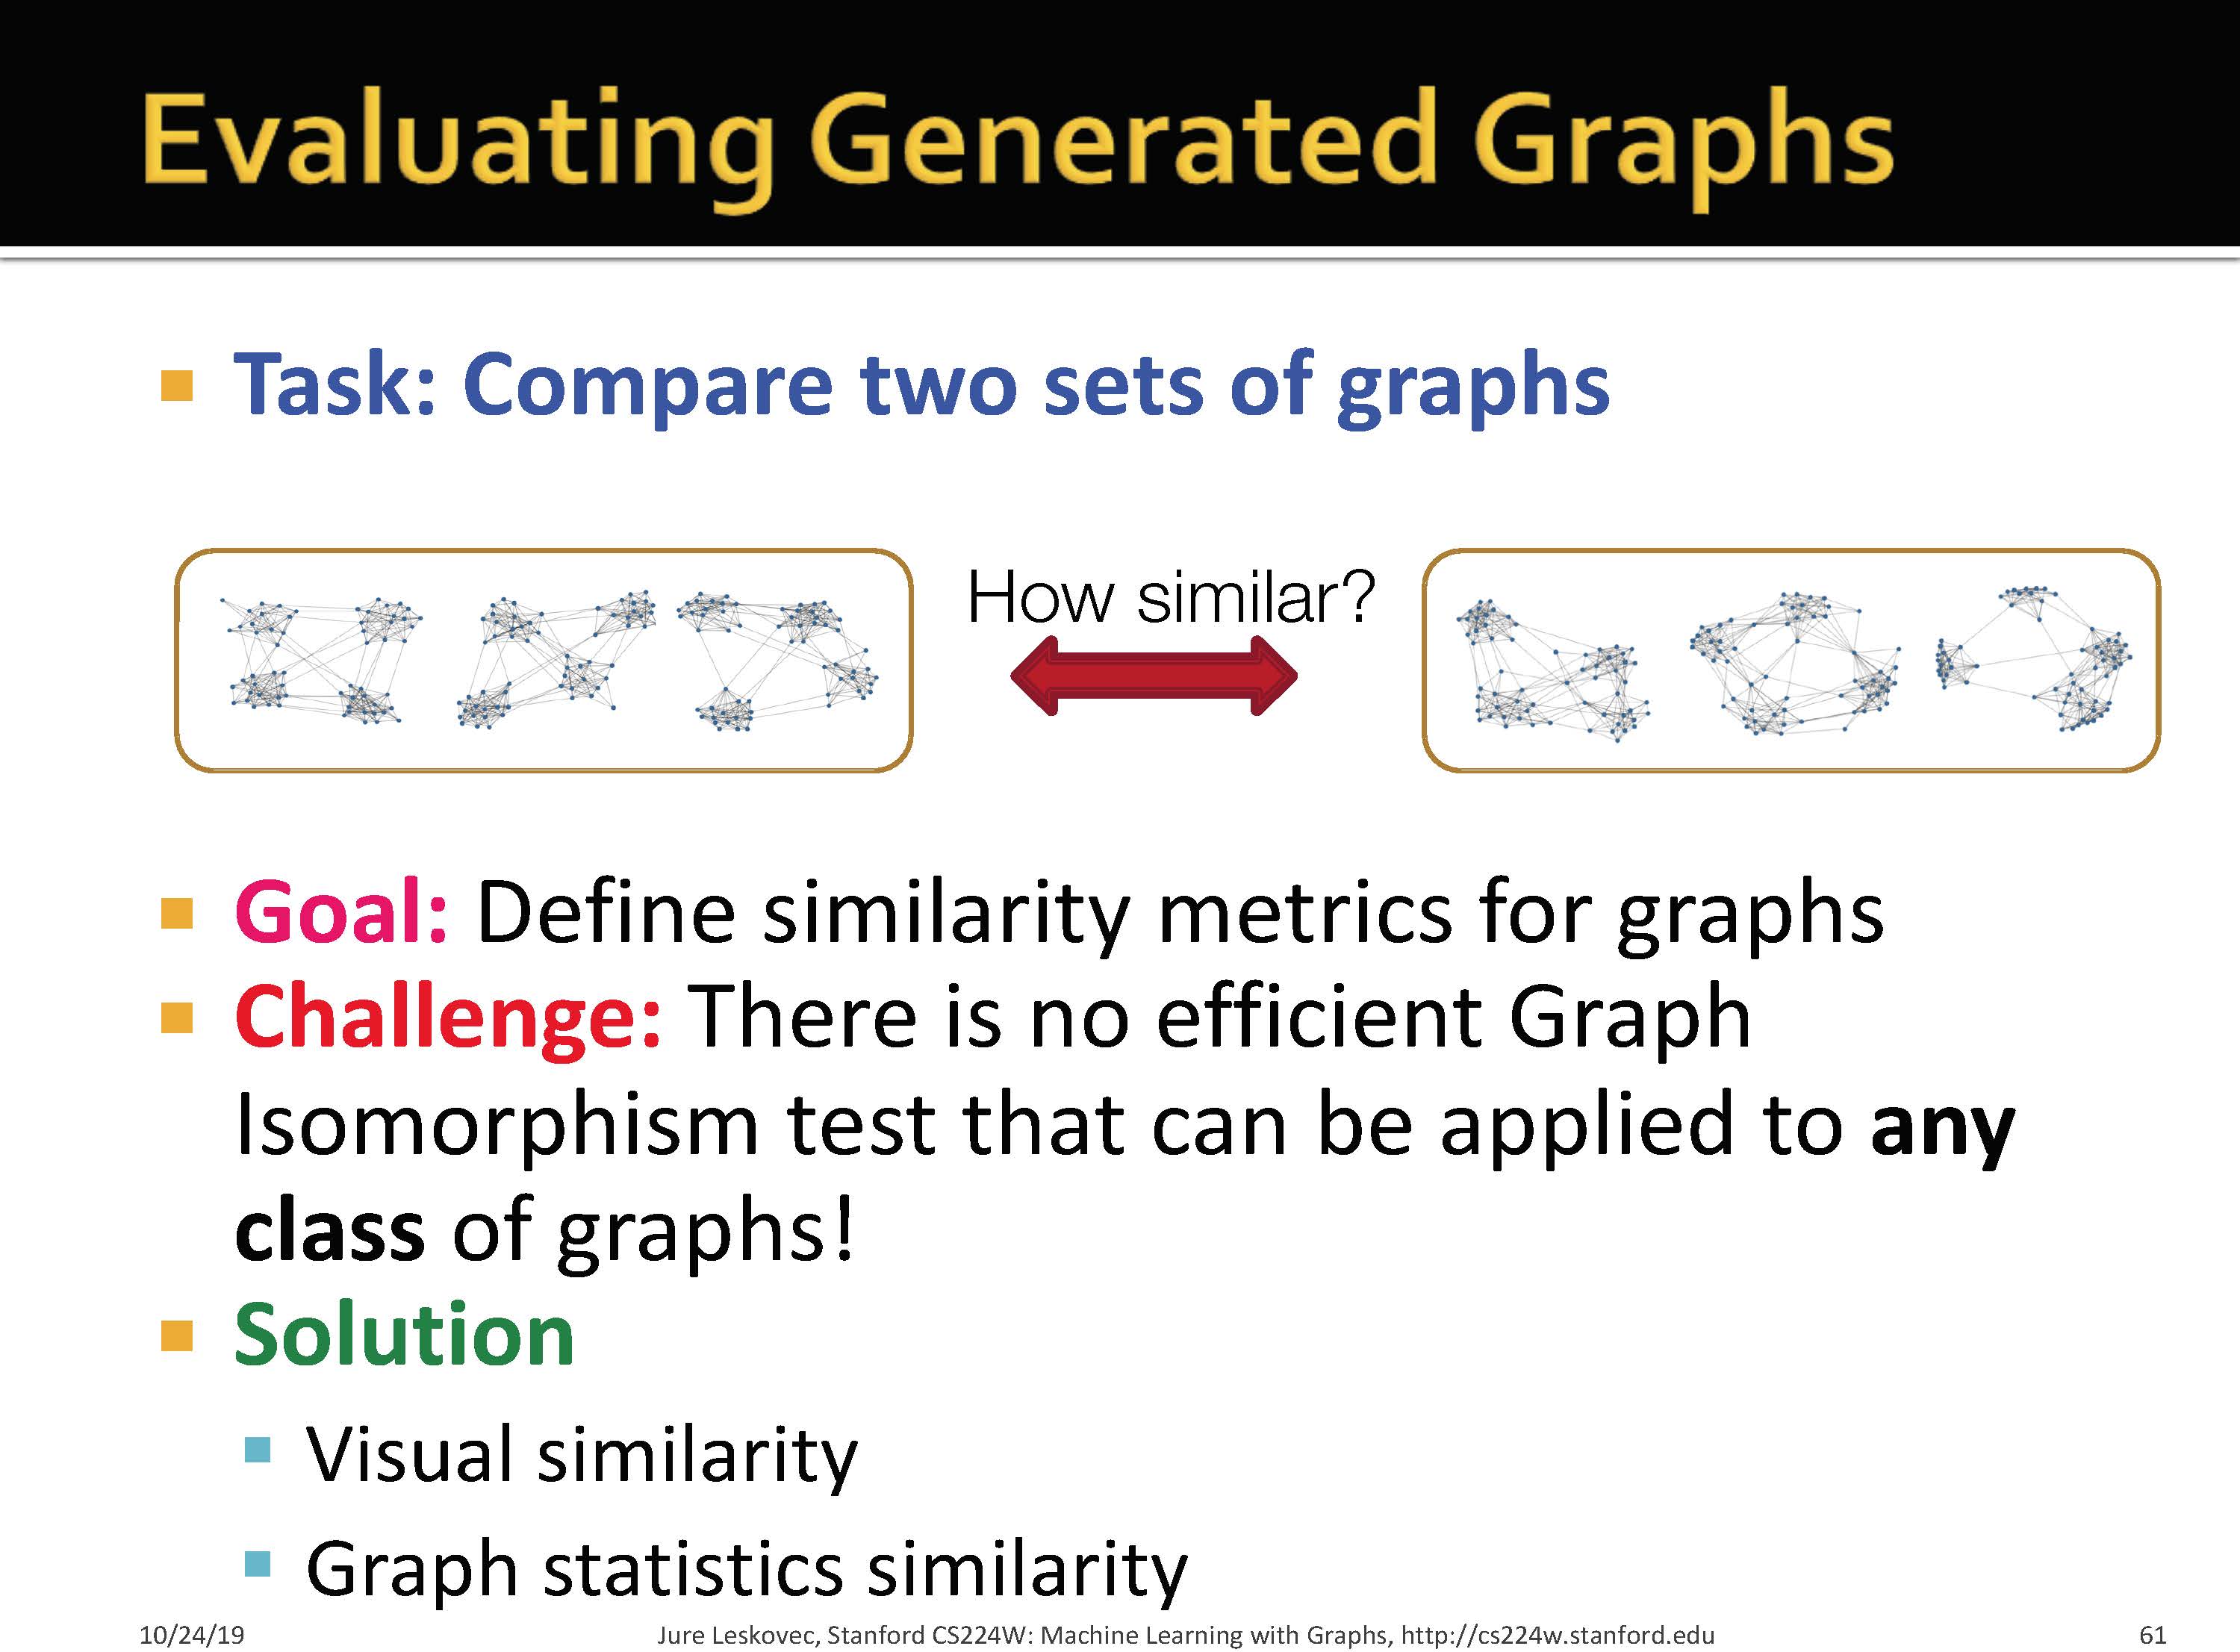 Evaluating Generated Graphs
Task: Compare two sets of graphs
How similar?
Goal: Define similarity metrics for graphs
Challenge: There is no efficient Graph
Isomorphism test that can be applied to any
class of graphs!
Solution
Visual similarity
Graph statistics similarity
10/24/19 Jure Leskovec, Stanford CS224W: Machine Learning with Graphs, http://cs224w.stanford.edu 61